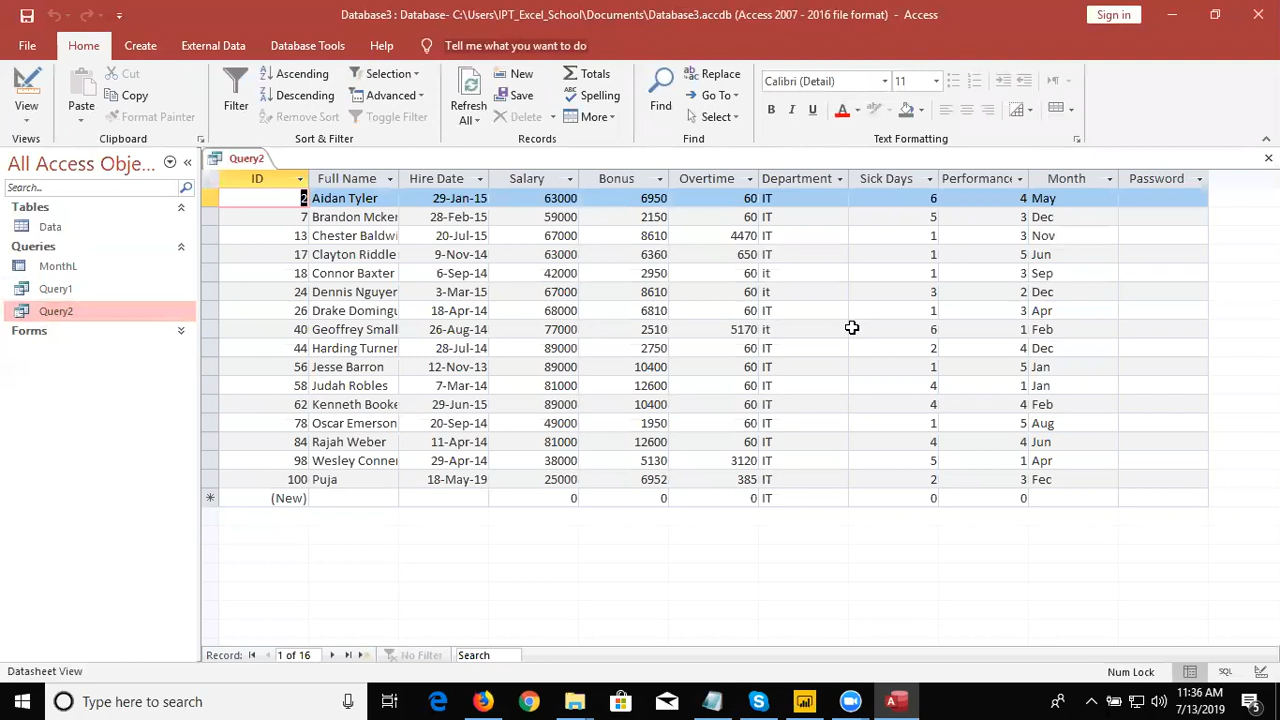 Database3 : Database- C:\Users\IPT_Excel_School\Documents\Database3.accdb (Access 2007 - 2016 file format) - Access
Sign in
File Home Create External Data Database Tools Help Tell me what you want to do
View
Views
Paste
Cut
Copy
Format Painter
Clipboard
Filter
Ascending
Descending
Remove Sort
Selection
Advanced
Toggle Filter
Sort & Filter
Refresh
All
New
Save
Delete
Totals
Spelling
More
Records
Find
Replace
Go To
Select
Find
Calibri (Detail) 11
B I U A
Text Formatting
All Access Obje...
Search...
Tables
Data
Queries
MonthL
Query1
Query2
Forms
Query2
ID Full Name Hire Date Salary Bonus Overtime Department Sick Days Performanc Month Password
2 Aidan Tyler 29-Jan-15 63000 6950 60 IT 6 4 May
7 Brandon Mcke 28-Feb-15 59000 2150 60 IT 5 3 Dec
13 Chester Baldw 20-Jul-15 67000 8610 4470 IT 1 3 Nov
17 Clayton Riddle 9-Nov-14 63000 6360 650 IT 1 5 Jun
18 Connor Baxter 6-Sep-14 42000 2950 60 it 1 3 Sep
24 Dennis Nguye 3-Mar-15 67000 8610 60 it 3 2 Dec
26 Drake Domingu 18-Apr-14 68000 6810 60 IT 1 3 Apr
40 Geoffrey Small 26-Aug-14 77000 2510 5170 it 6 1 Feb
44 Harding Turner 28-Jul-14 89000 2750 60 IT 2 4 Dec
56 Jesse Barron 12-Nov-13 89000 10400 60 IT 1 5 Jan
58 Judah Robles 7-Mar-14 81000 12600 60 IT 4 1 Jan
62 Kenneth Booke 29-Jun-15 89000 10400 60 IT 4 4 Feb
78 Oscar Emerson 20-Sep-14 49000 1950 60 IT 1 5 Aug
84 Rajah Weber 11-Apr-14 81000 12600 60 IT 4 4 Jun
98 Wesley Conner 29-Apr-14 38000 5130 3120 IT 5 1 Apr
100 Puja 18-May-19 25000 6952 385 IT 2 3 Fec
* (New) 0 0 0 IT 0 0
Record: 1 of 16 No Filter Search
Datasheet View
Num Lock SQL
Type here to search
11:36 AM
7/13/2019
5